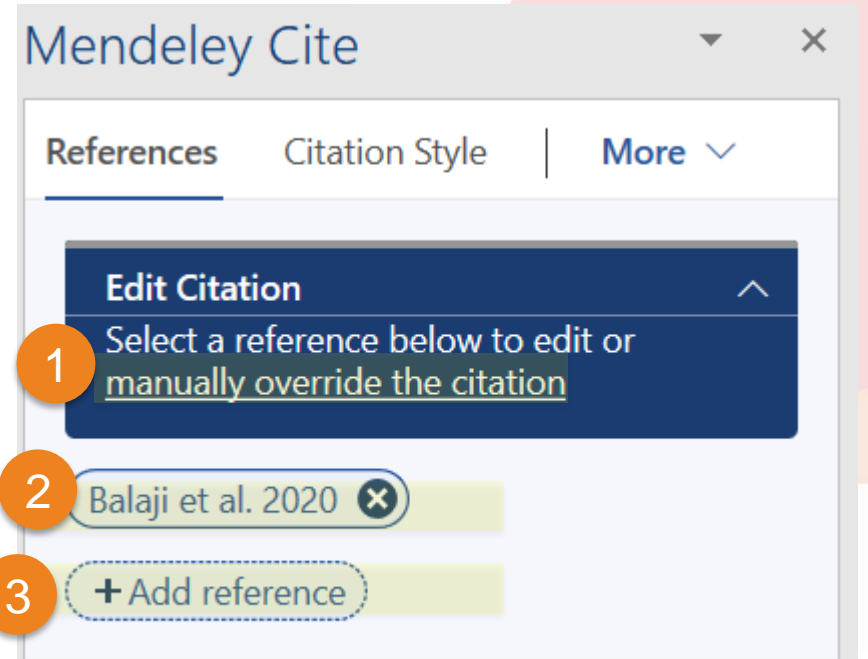 Mendeley Cite
References Citation Style More
Edit Citation
Select a reference below to edit or
1 manually override the citation
2 Balaji et al. 2020
3 + Add reference